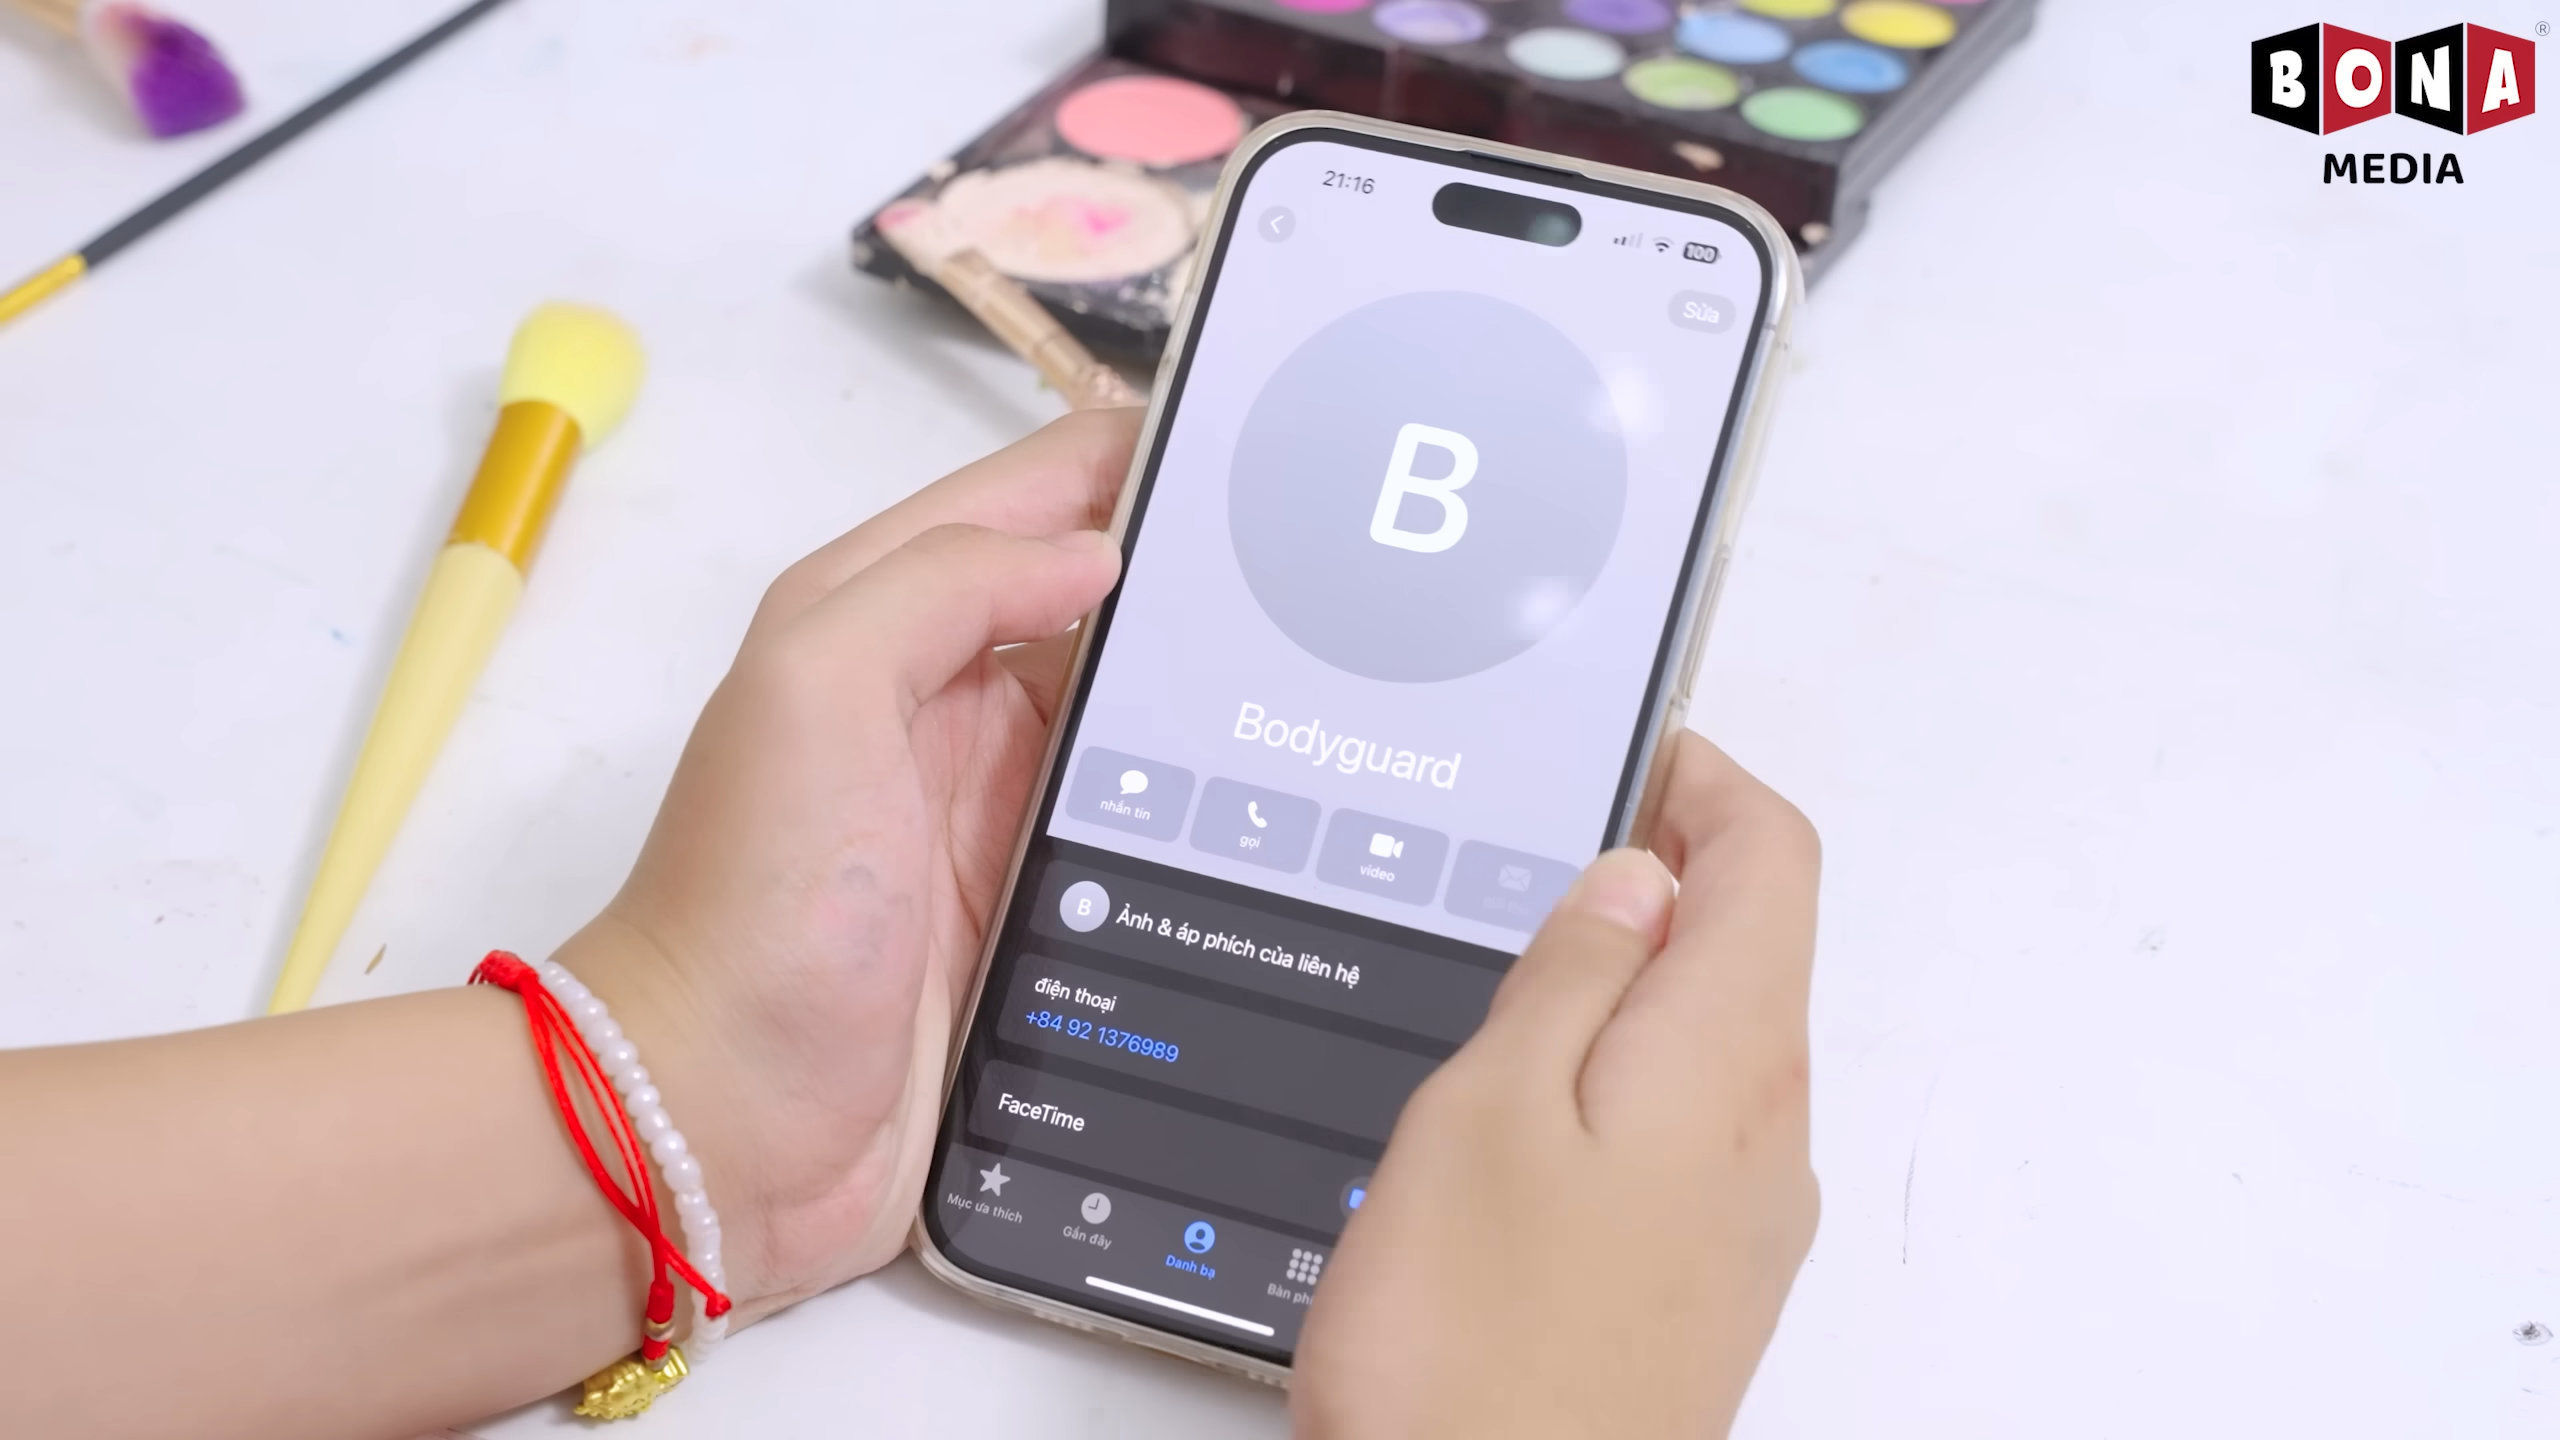 BONA
®
MEDIA
21:16
100
Sửa
B
Bodyguard
nhắn tin
gọi
video
B
Ảnh & áp phích của liên hệ
điện thoại
+84 92 1376989
FaceTime
Mục ưa thích
Gần đây
Danh bạ
Bàn